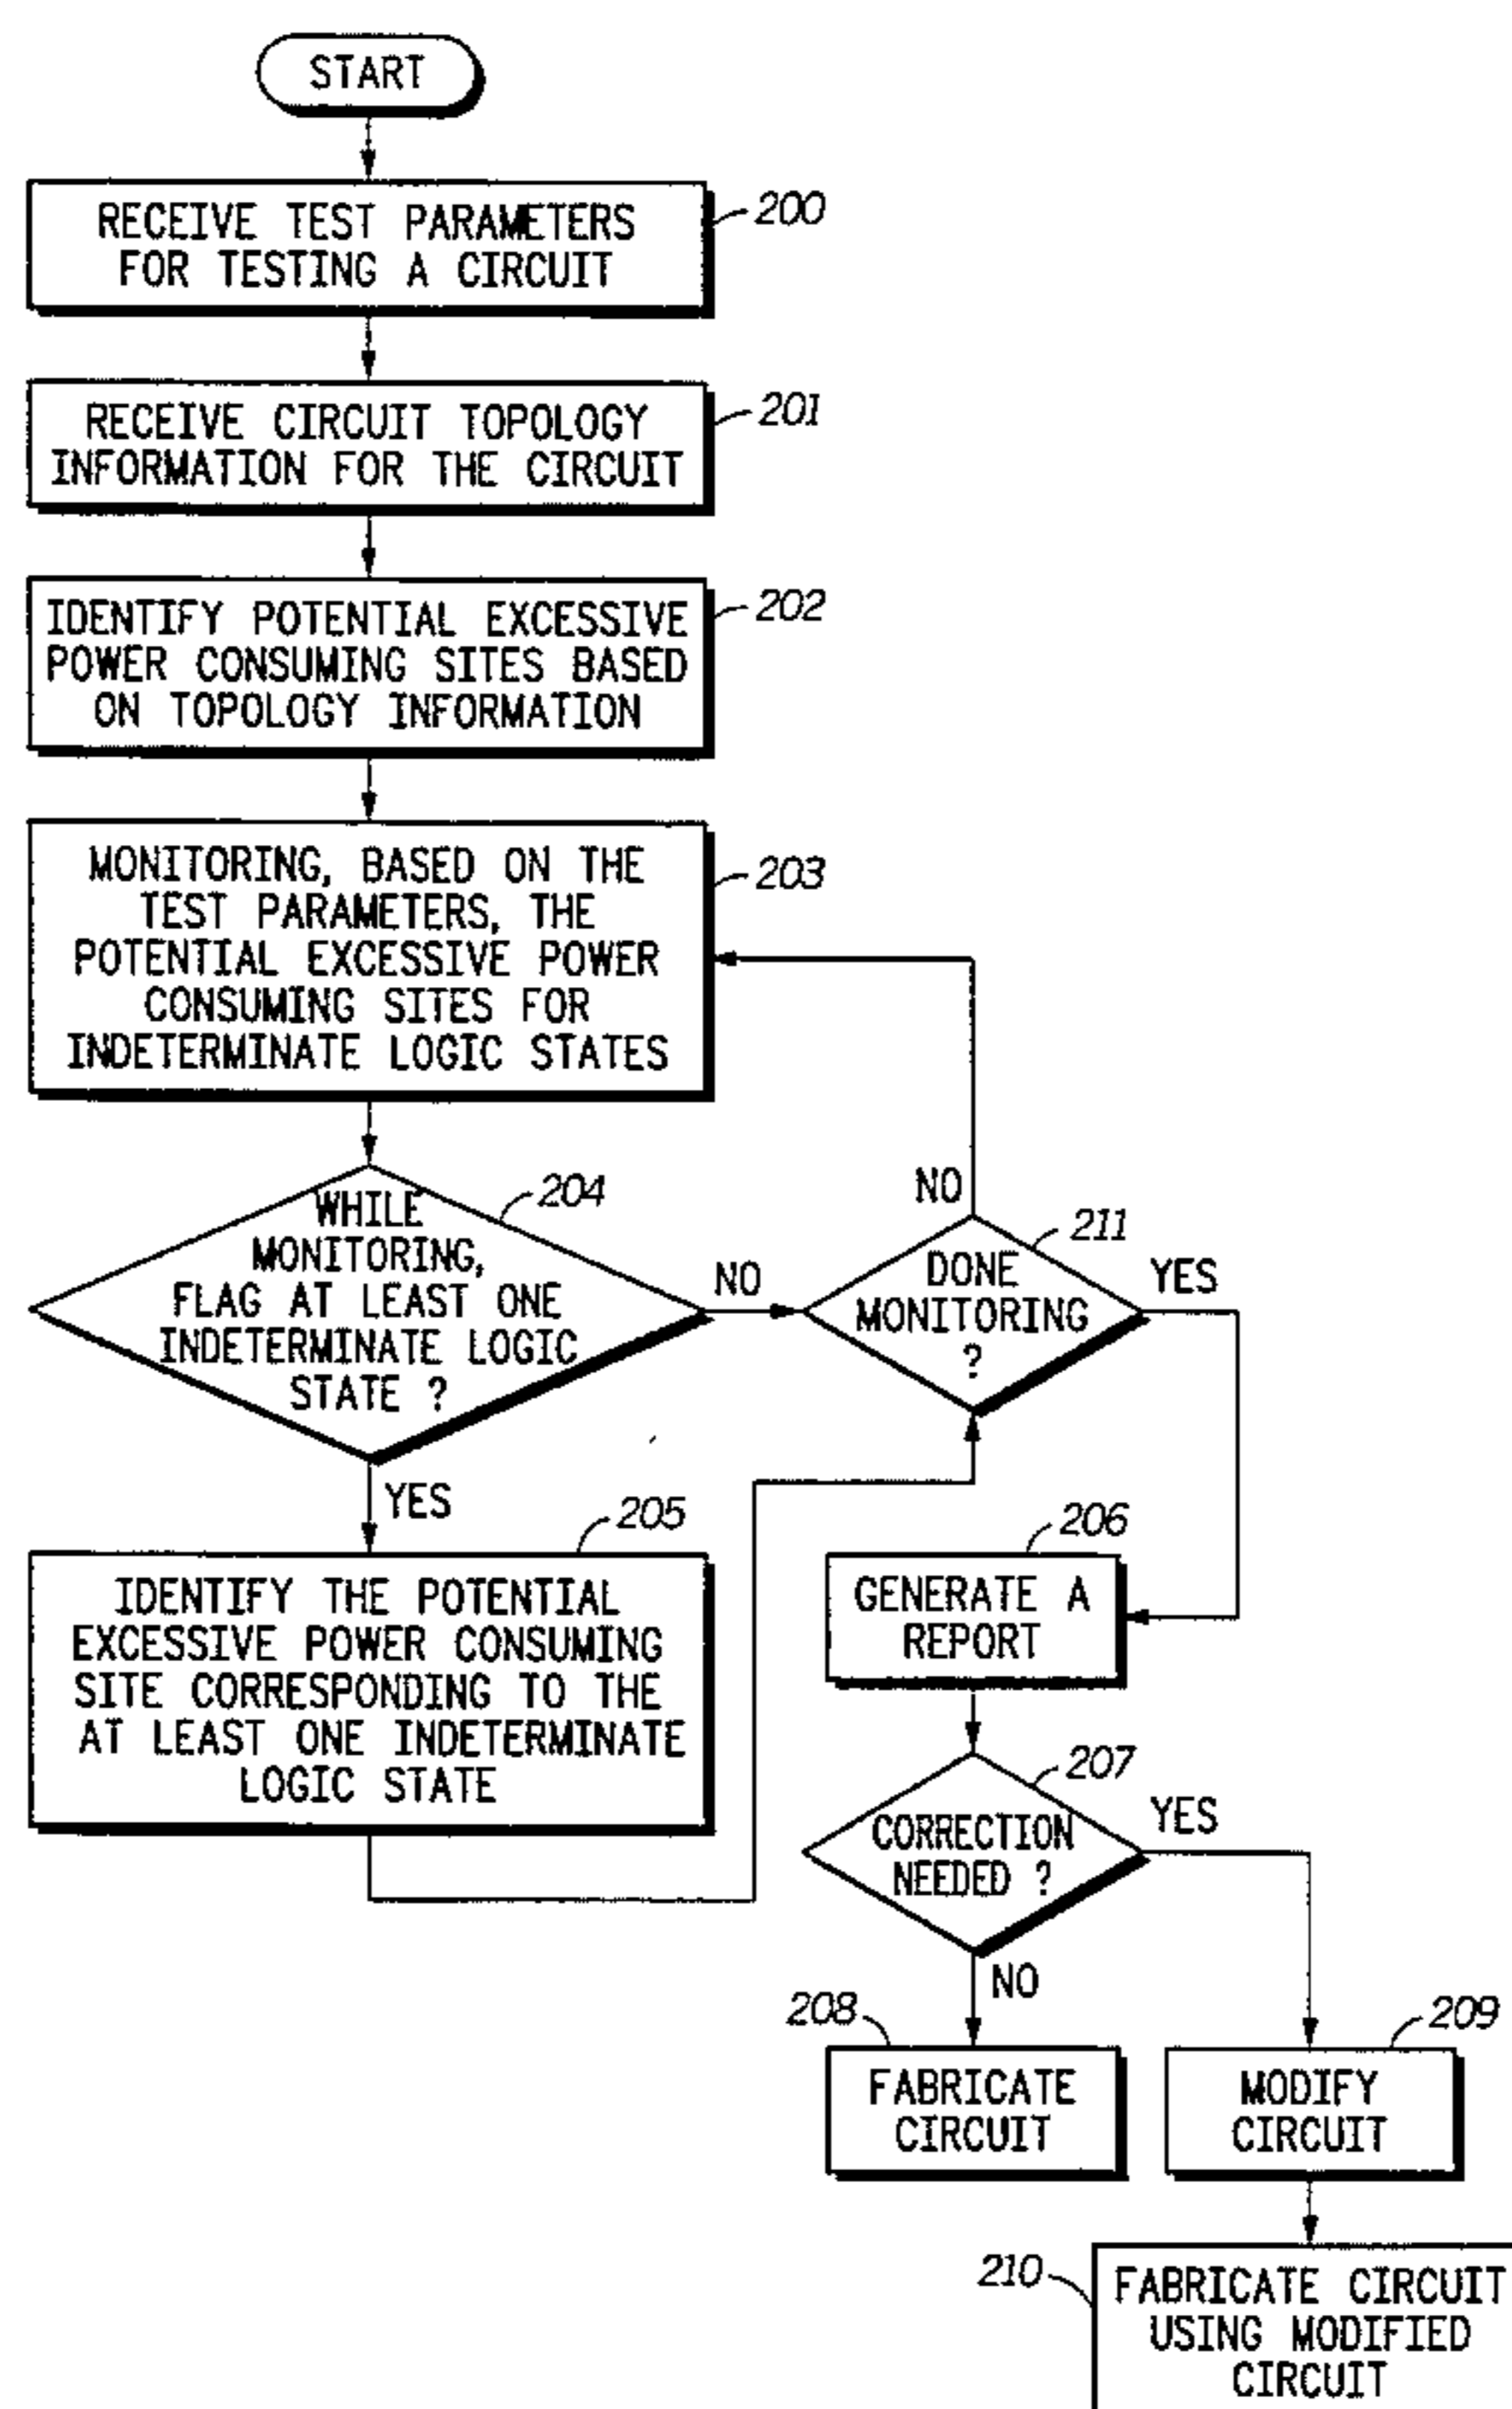 START
RECEIVE TEST PARAMETERS
FOR TESTING A CIRCUIT
200
RECEIVE CIRCUIT TOPOLOGY
INFORMATION FOR THE CIRCUIT
201
IDENTIFY POTENTIAL EXCESSIVE
POWER CONSUMING SITES BASED
ON TOPOLOGY INFORMATION
202
MONITORING, BASED ON THE
TEST PARAMETERS, THE
POTENTIAL EXCESSIVE POWER
CONSUMING SITES FOR
INDETERMINATE LOGIC STATES
203
WHILE
MONITORING,
FLAG AT LEAST ONE
INDETERMINATE LOGIC
STATE ?
204
NO
YES
DONE
MONITORING
?
211
NO
YES
IDENTIFY THE POTENTIAL
EXCESSIVE POWER CONSUMING
SITE CORRESPONDING TO THE
AT LEAST ONE INDETERMINATE
LOGIC STATE
205
GENERATE A
REPORT
206
CORRECTION
NEEDED ?
207
YES
NO
FABRICATE
CIRCUIT
208
MODIFY
CIRCUIT
209
FABRICATE CIRCUIT
USING MODIFIED
CIRCUIT
210